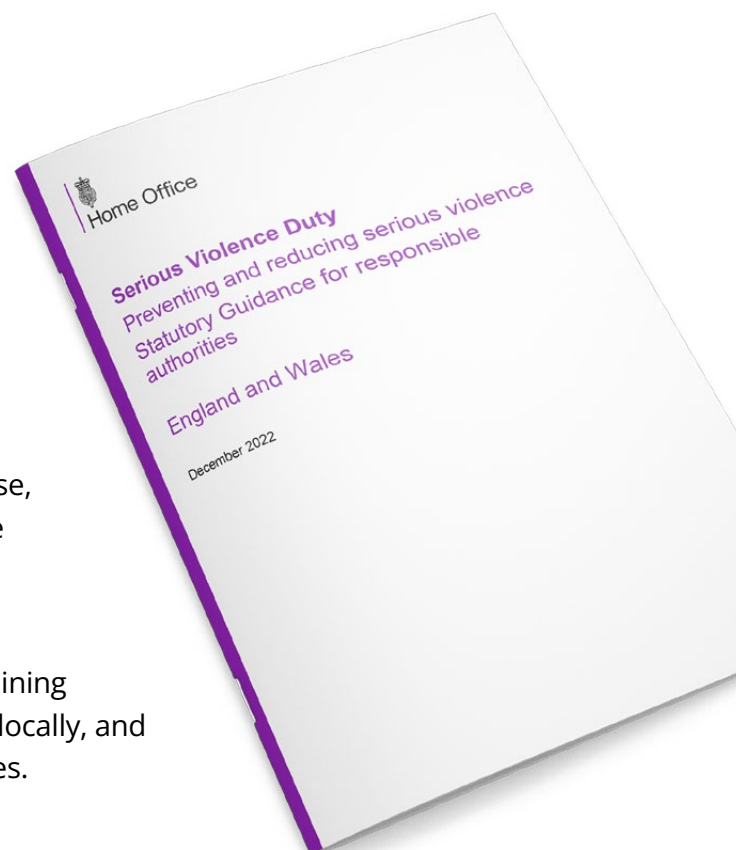 Home Office
Serious Violence Duty
Preventing and reducing serious violence
Statutory Guidance for responsible
authorities
England and Wales
December 2022
se,
e
ining
locally, and
es.